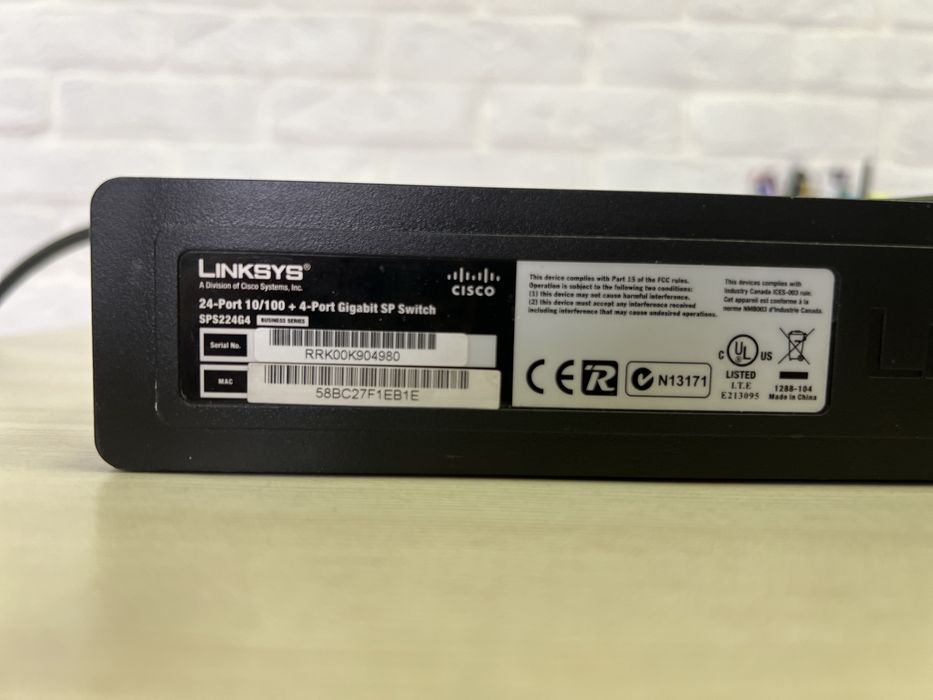 LINKSYS®
A Division of Cisco Systems, Inc.
CISCO
24-Port 10/100 + 4-Port Gigabit SP Switch
SPS224G4 BUSINESS SERIES
Serial No.
RRK00K904980
MAC
58BC27F1EB1E
This device complies with Part 15 of the FCC rules.
Operation is subject to the following two conditions:
(1) this device may not cause harmful interference.
(2) this device must accept any interference received
including interference that may cause undesired operation.
This device complies with
Industry Canada ICES-003 rule.
Cet appareil est conforme à la
norme NMB003 d'Industrie Canada.
CE
R
N13171
C UL US
LISTED
I.T.E
E213095
1288-104
Made in China
L